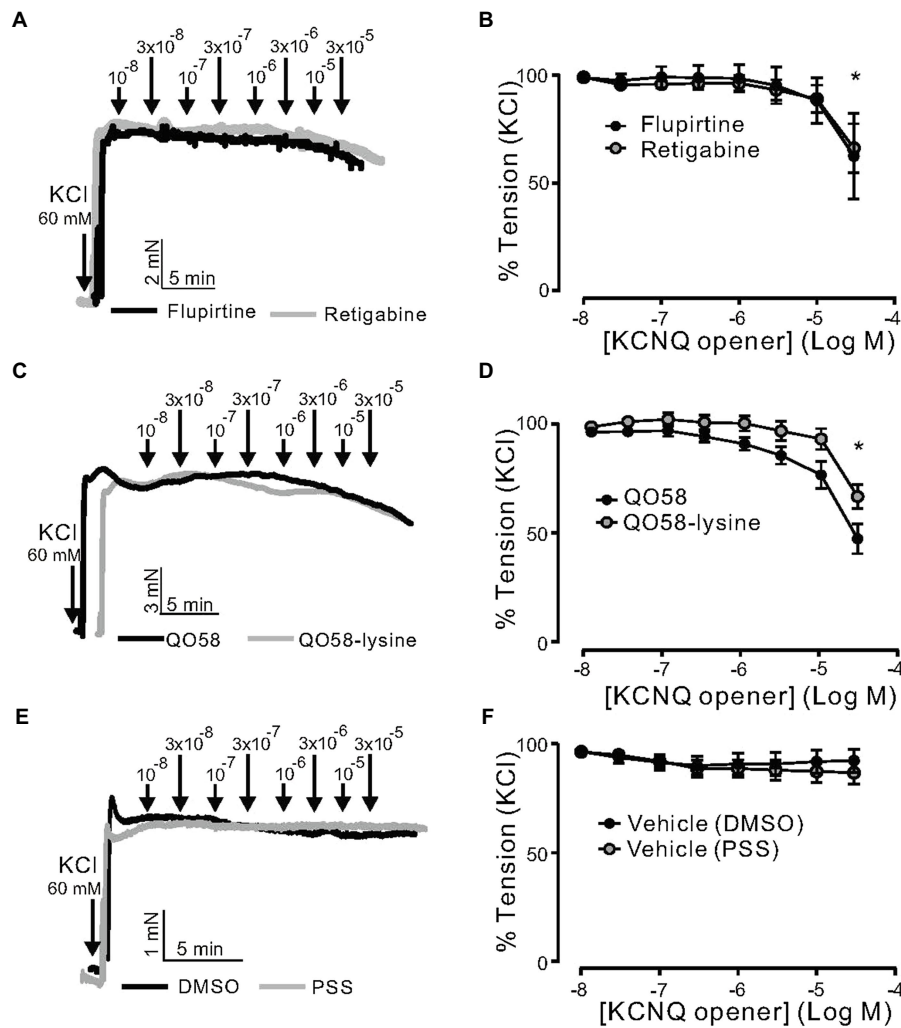 A
10⁻⁸ 3x10⁻⁸ 10⁻⁷ 3x10⁻⁷ 10⁻⁶ 3x10⁻⁶ 10⁻⁵ 3x10⁻⁵
KCl
60 mM
2 mN
5 min
Flupirtine Retigabine
B
% Tension (KCl)
100
50
0
Flupirtine
Retigabine
*
-8 -7 -6 -5 -4
[KCNQ opener] (Log M)
C
10⁻⁸ 3x10⁻⁸ 10⁻⁷ 3x10⁻⁷ 10⁻⁶ 3x10⁻⁶ 10⁻⁵ 3x10⁻⁵
KCl
60 mM
3 mN
5 min
QO58 QO58-lysine
D
% Tension (KCl)
100
50
0
QO58
QO58-lysine
*
-8 -7 -6 -5 -4
[KCNQ opener] (Log M)
E
10⁻⁸ 3x10⁻⁸ 10⁻⁷ 3x10⁻⁷ 10⁻⁶ 3x10⁻⁶ 10⁻⁵ 3x10⁻⁵
KCl
60 mM
1 mN
5 min
DMSO PSS
F
% Tension (KCl)
100
50
0
Vehicle (DMSO)
Vehicle (PSS)
-8 -7 -6 -5 -4
[KCNQ opener] (Log M)